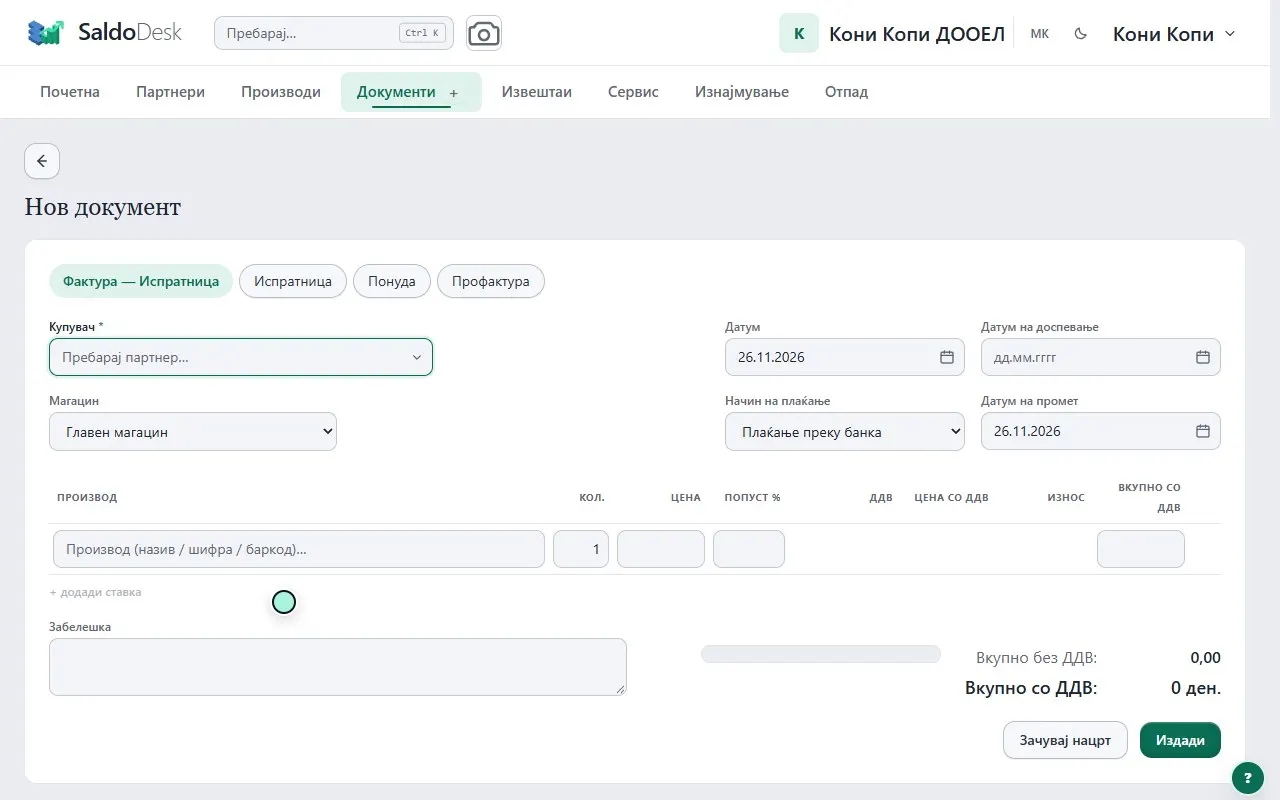 SaldoDesk
Пребарај...
Ctrl K
К
Кони Копи ДООЕЛ
МК
Кони Копи
Почетна
Партнери
Производи
Документи +
Извештаи
Сервис
Изнајмување
Отпад
Нов документ
Фактура — Испратница
Испратница
Понуда
Профактура
Купувач *
Датум
Датум на доспевање
Пребарај партнер...
26.11.2026
дд.мм.гггг
Магацин
Начин на плаќање
Датум на промет
Главен магацин
Плаќање преку банка
26.11.2026
ПРОИЗВОД
КОЛ.
ЦЕНА
ПОПУСТ %
ДДВ
ЦЕНА СО ДДВ
ИЗНОС
ВКУПНО СО
ДДВ
Производ (назив / шифра / баркод)...
1
+ додади ставка
Забелешка
Вкупно без ДДВ:
0,00
Вкупно со ДДВ:
0 ден.
Зачувај нацрт
Издади
?